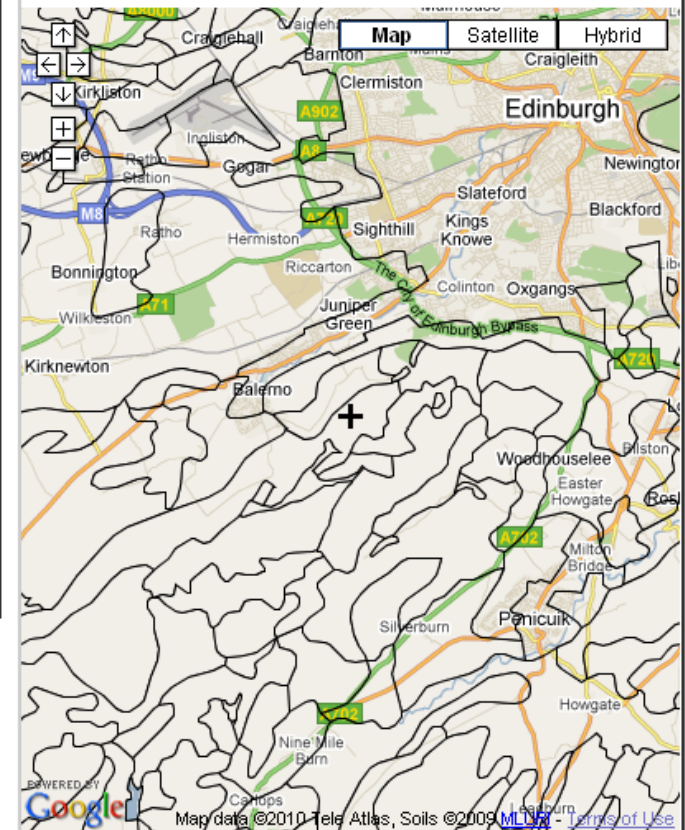 A8000
Craigiehall
Map
Satellite
Hybrid
Barnton
Craigleith
Kirkliston
Clermiston
Edinburgh
A902
Ingliston
A8
Ratho
Station
Gogar
Newington
Slateford
M8
A720
Blackford
Ratho
Hermiston
Sighthill
Kings
Knowe
Bonnington
Riccarton
The City of Edinburgh Bypass
Colinton
Oxgangs
A71
Juniper
Green
Wilkieston
Kirknewton
A720
Balerno
Woodhouselee
Bilston
Easter
Howgate
A702
Milton
Bridge
Penicuik
Silverburn
Howgate
A702
Nine Mile
Burn
POWERED BY
Google
Carlops
Leadburn
Map data ©2010 Tele Atlas, Soils ©2009 MLURI - Terms of Use